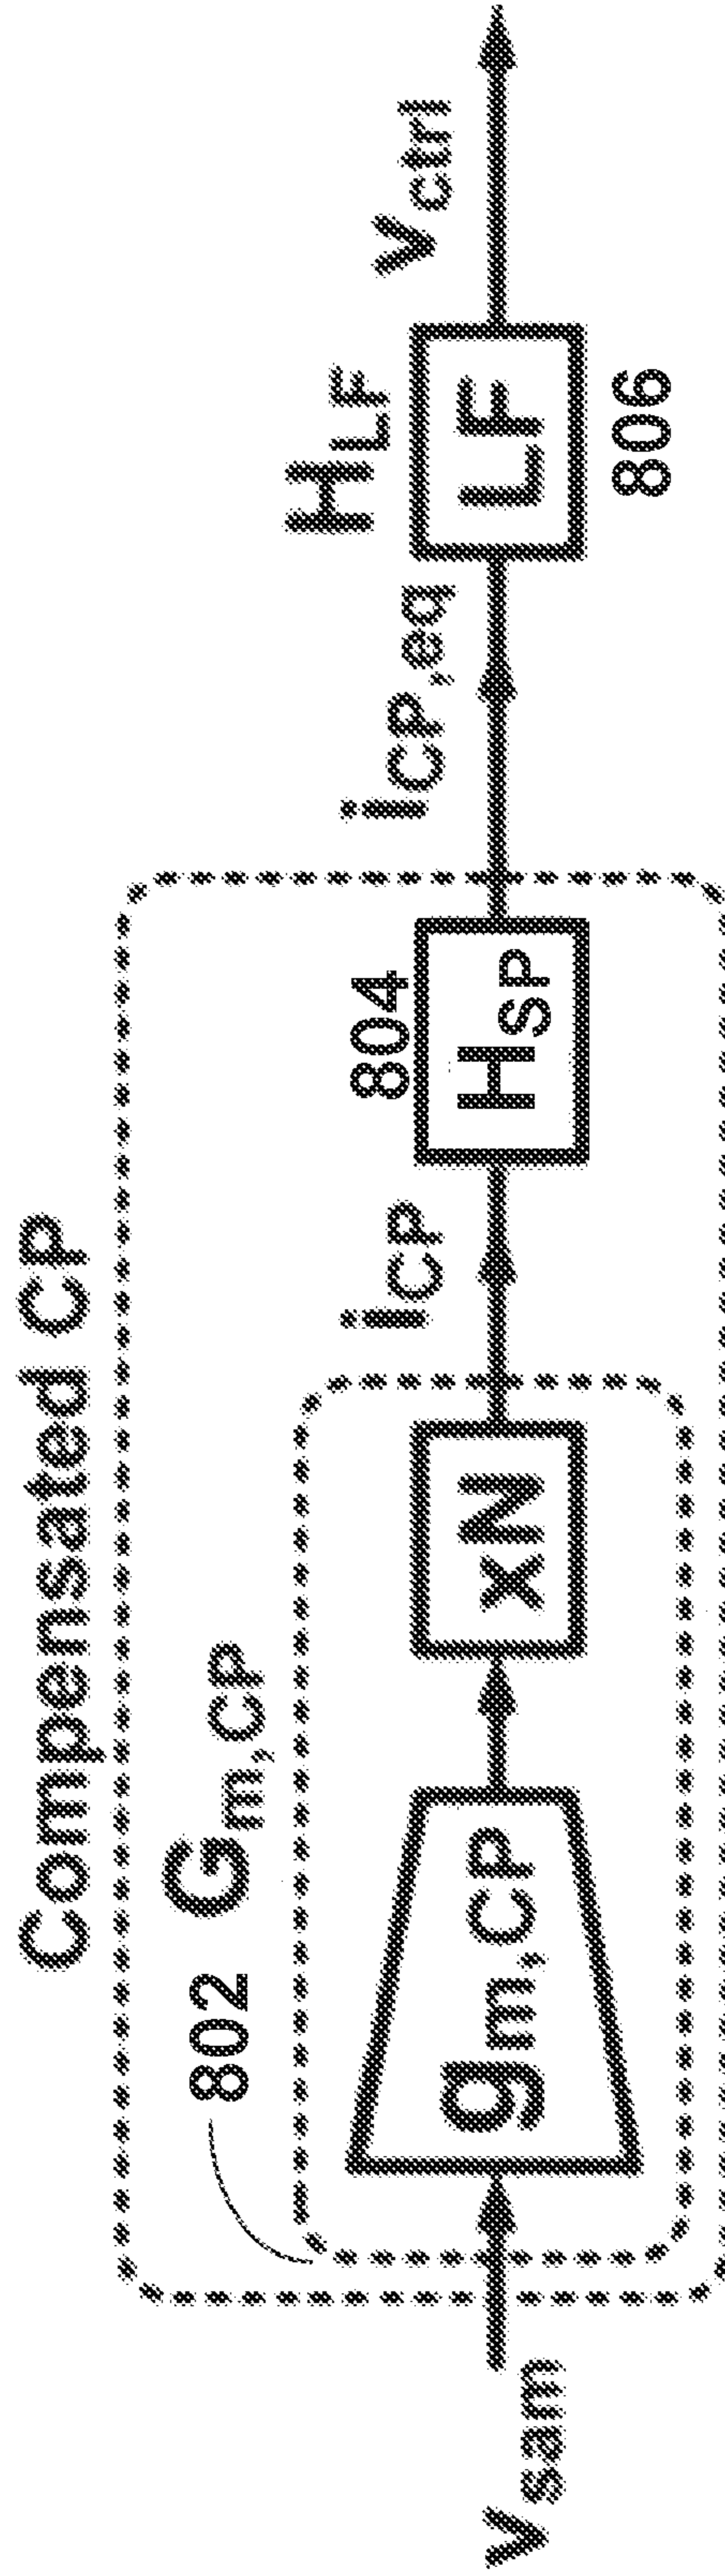 Compensated CP
802 Gm,CP
804
HLF
vsam
gm,CP
xN
iCP
HSP
iCP,eq
LF
vctrl
806